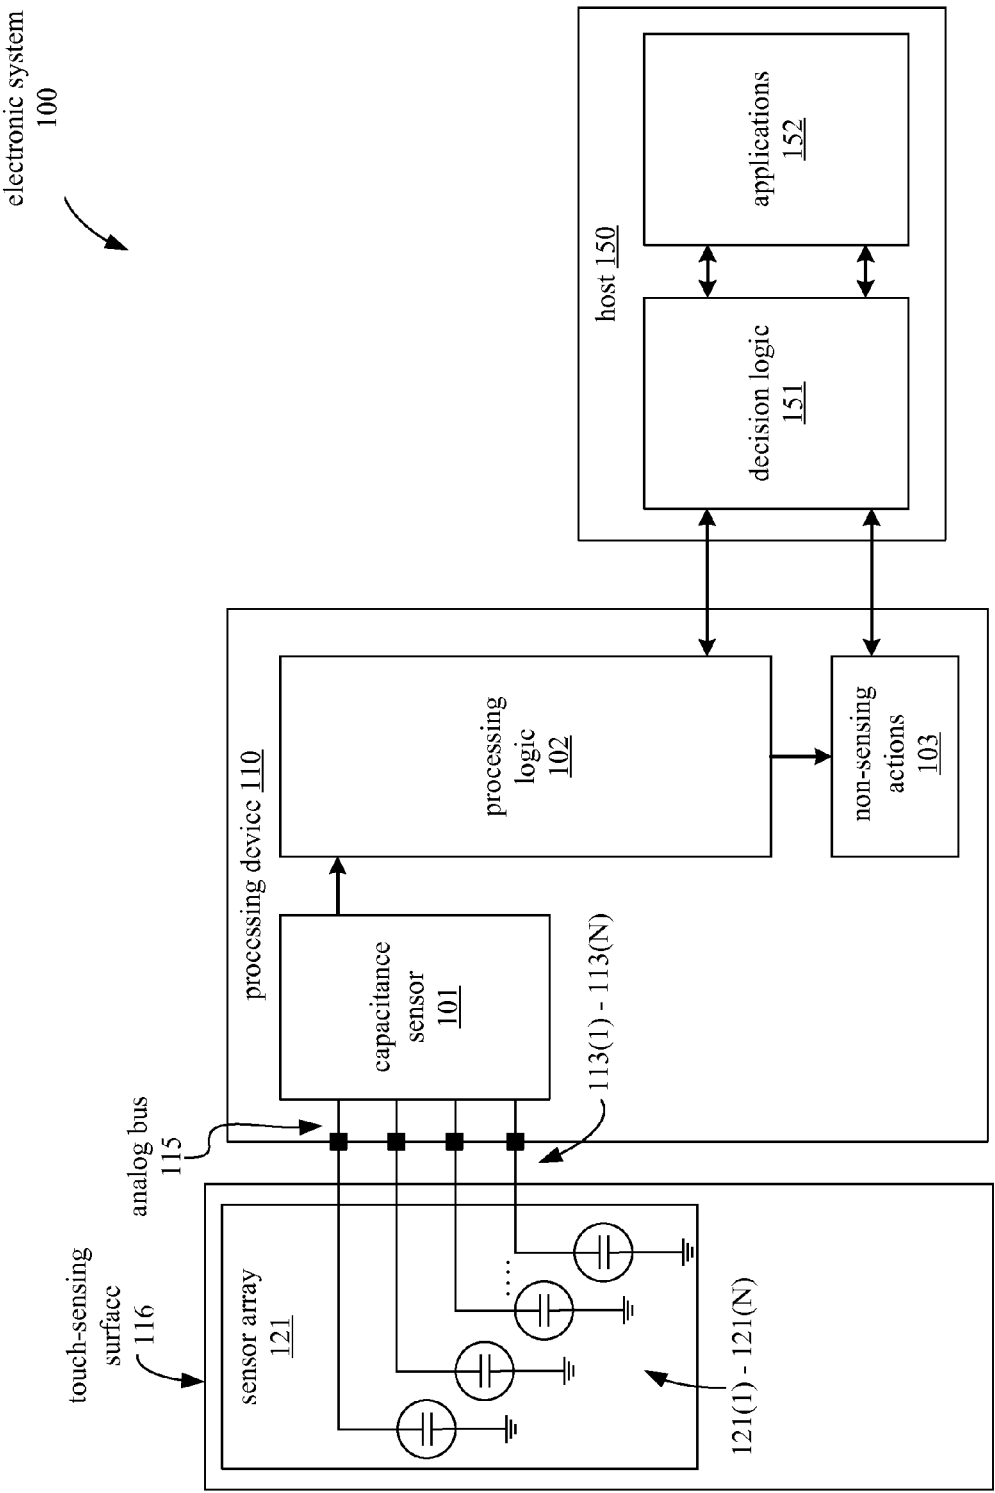 electronic system
100
touch-sensing
surface
116
sensor array
121
121(1) - 121(N)
analog bus
115
113(1) - 113(N)
processing device 110
capacitance
sensor
101
processing
logic
102
non-sensing
actions
103
host 150
decision logic
151
applications
152